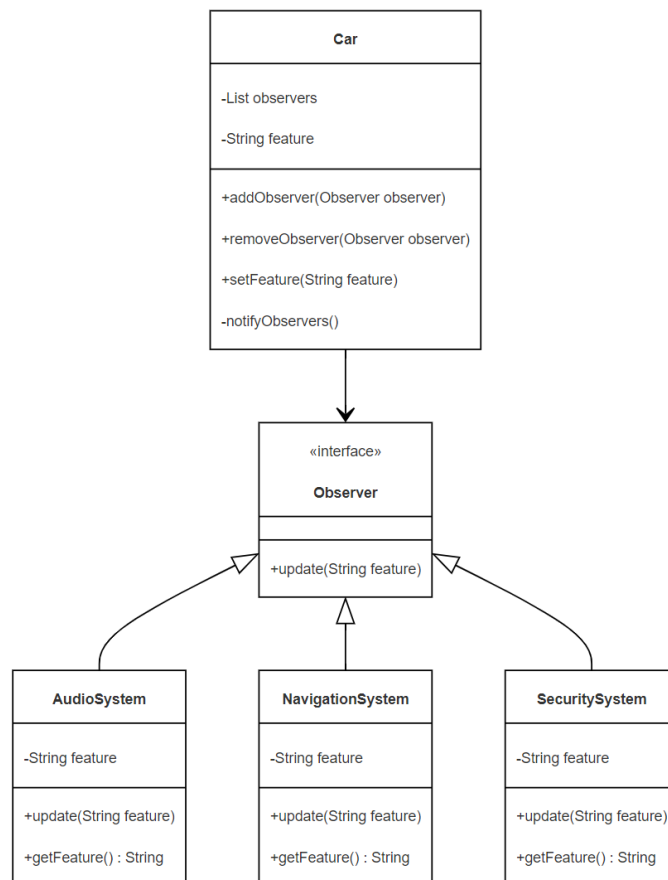 Car
-List observers
-String feature
+addObserver(Observer observer)
+removeObserver(Observer observer)
+setFeature(String feature)
-notifyObservers()
«interface»
Observer
+update(String feature)
AudioSystem
-String feature
+update(String feature)
+getFeature() : String
NavigationSystem
-String feature
+update(String feature)
+getFeature() : String
SecuritySystem
-String feature
+update(String feature)
+getFeature() : String